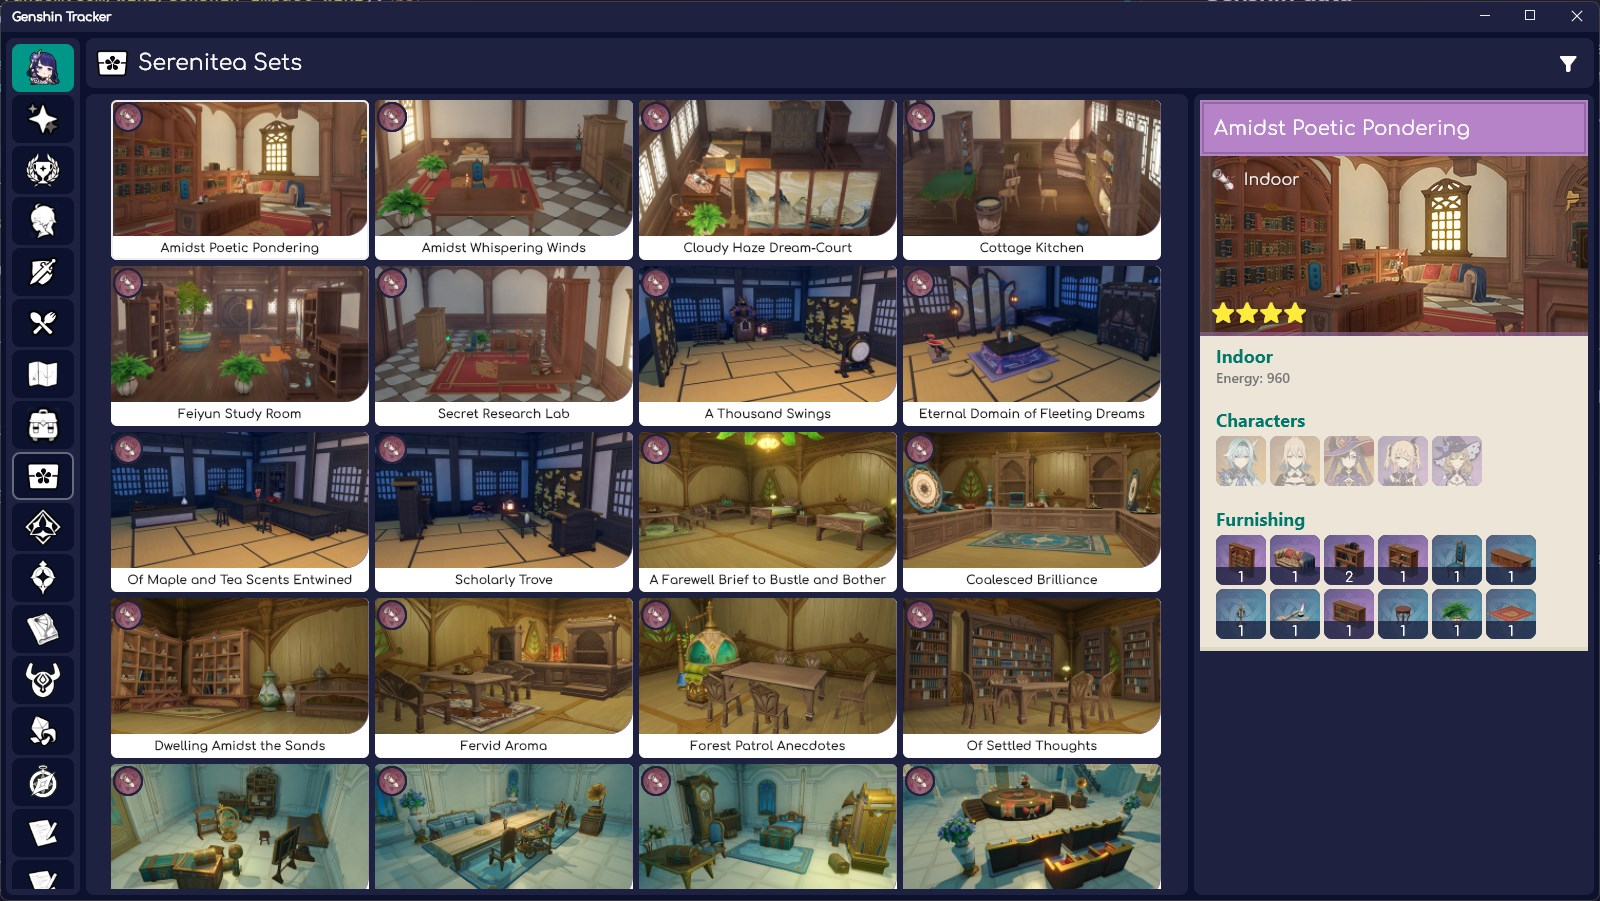 Genshin Tracker
Serenitea Sets
Amidst Poetic Pondering
Amidst Whispering Winds
Cloudy Haze Dream-Court
Cottage Kitchen
Feiyun Study Room
Secret Research Lab
A Thousand Swings
Eternal Domain of Fleeting Dreams
Of Maple and Tea Scents Entwined
Scholarly Trove
A Farewell Brief to Bustle and Bother
Coalesced Brilliance
Dwelling Amidst the Sands
Fervid Aroma
Forest Patrol Anecdotes
Of Settled Thoughts
Amidst Poetic Pondering
Indoor
Indoor
Energy: 960
Characters
Furnishing
1 1 2 1 1 1
1 1 1 1 1 1